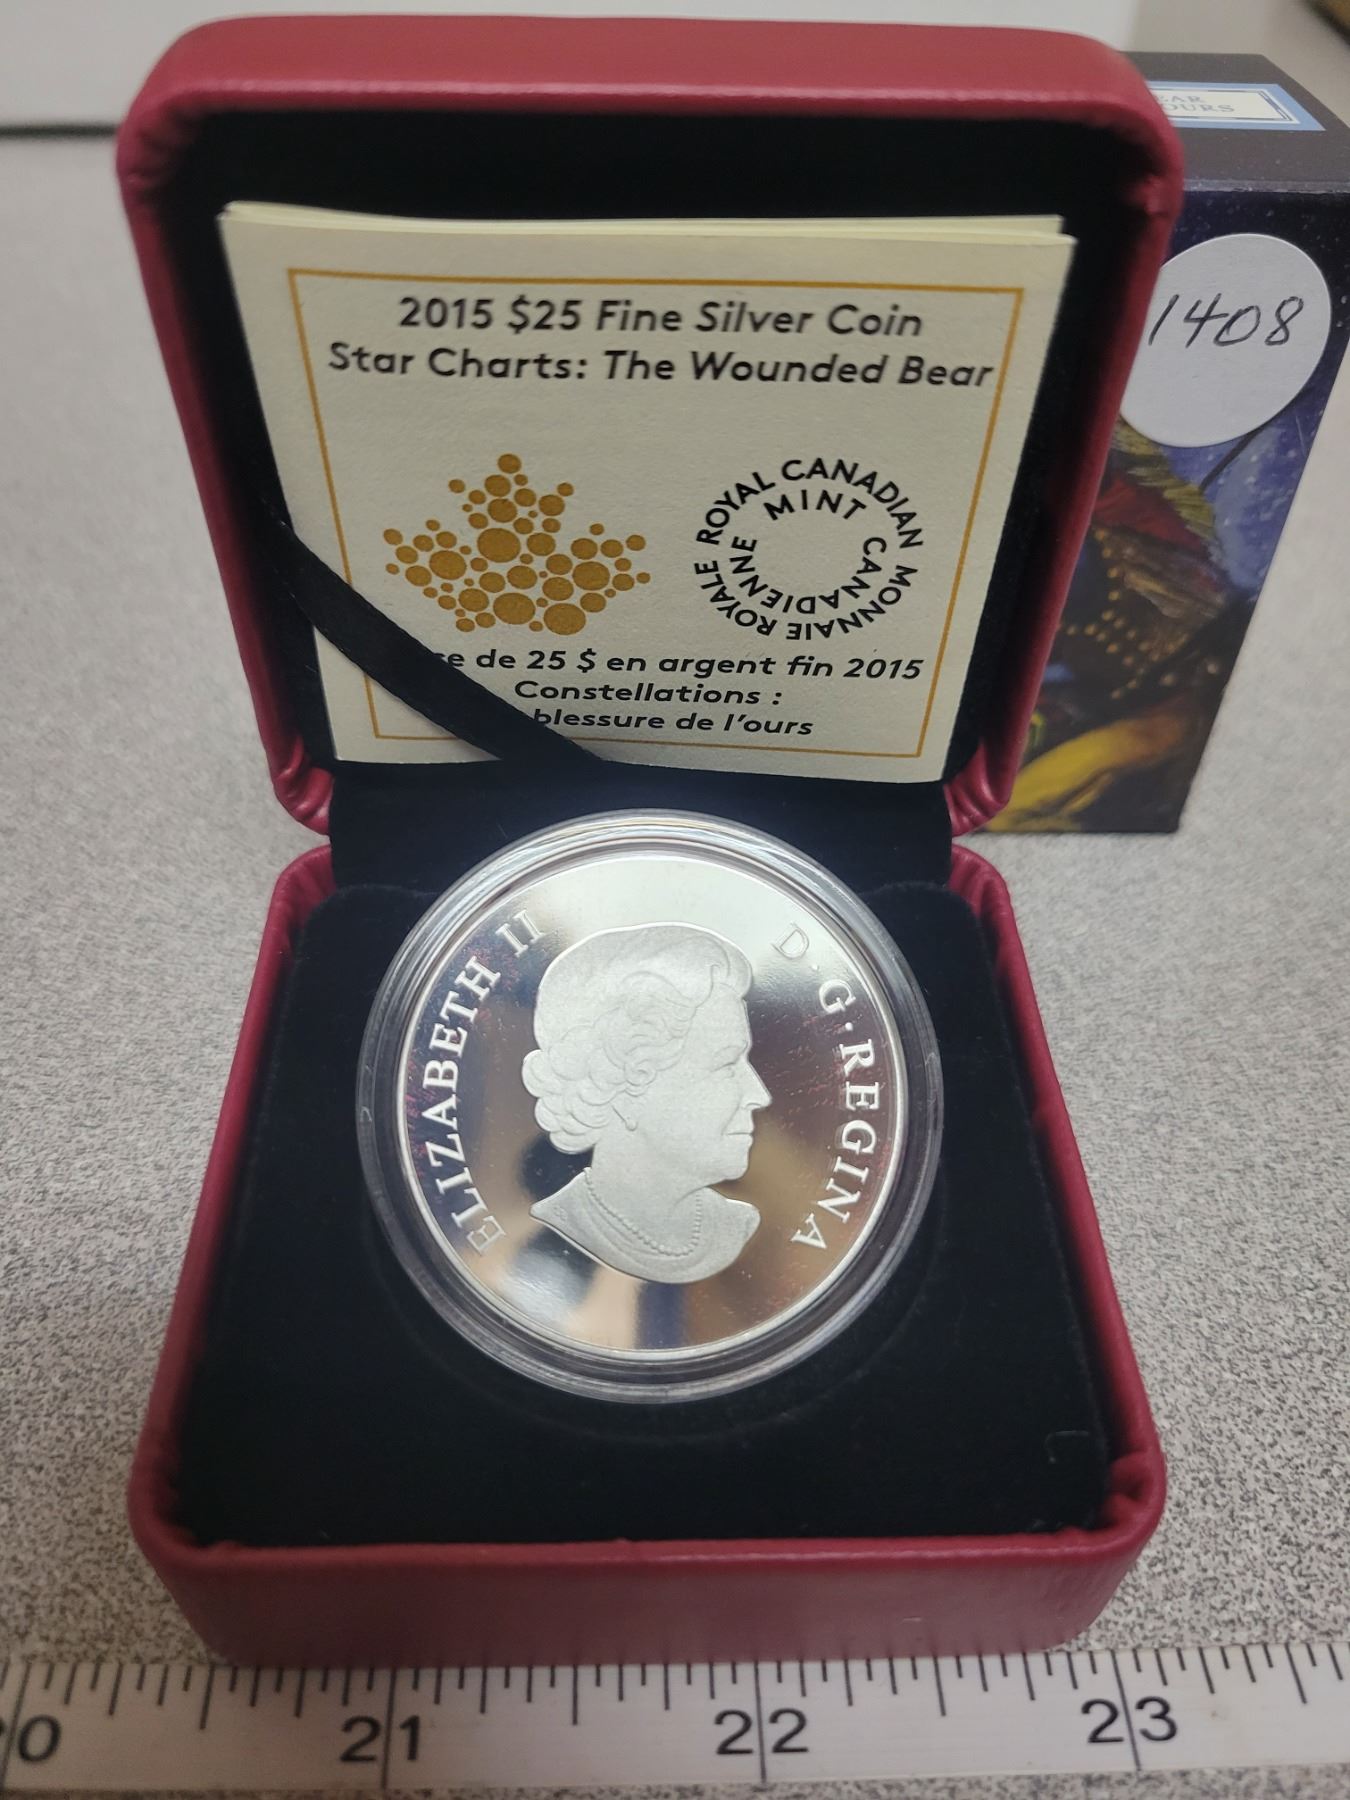 2015 $25 Fine Silver Coin
Star Charts: The Wounded Bear
ROYAL CANADIAN MINT
MONNAIE ROYALE CANADIENNE
de 25 $ en argent fin 2015
Constellations :
blessure de l'ours
OURS
1408
ELIZABETH II
D·G·REGINA
21 22 23